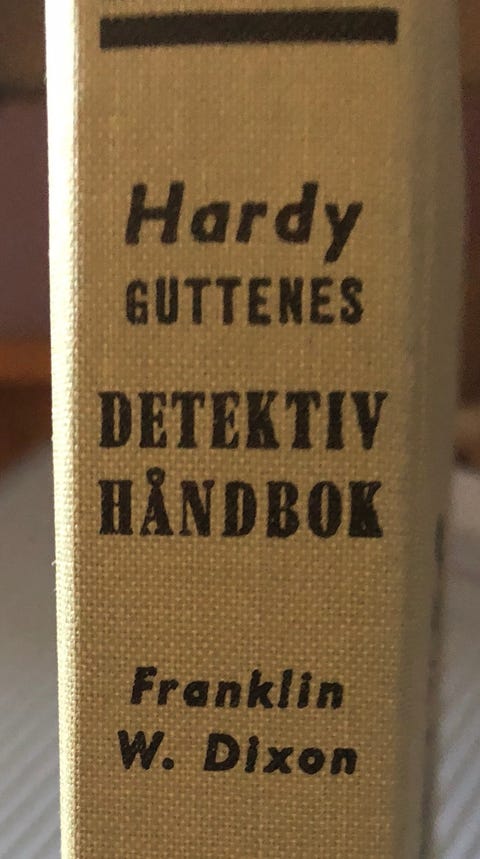 Hardy
GUTTENES
DETEKTIV
HÅNDBOK
Franklin
W. Dixon